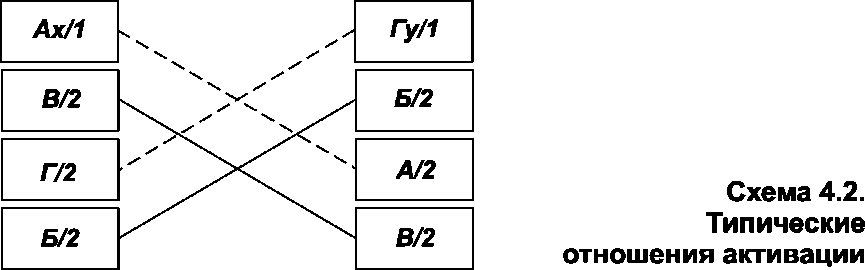 Ах/1 Гу/1
В/2 Б/2
Г/2 А/2
Б/2 В/2
Схема 4.2.
Типические
отношения активации